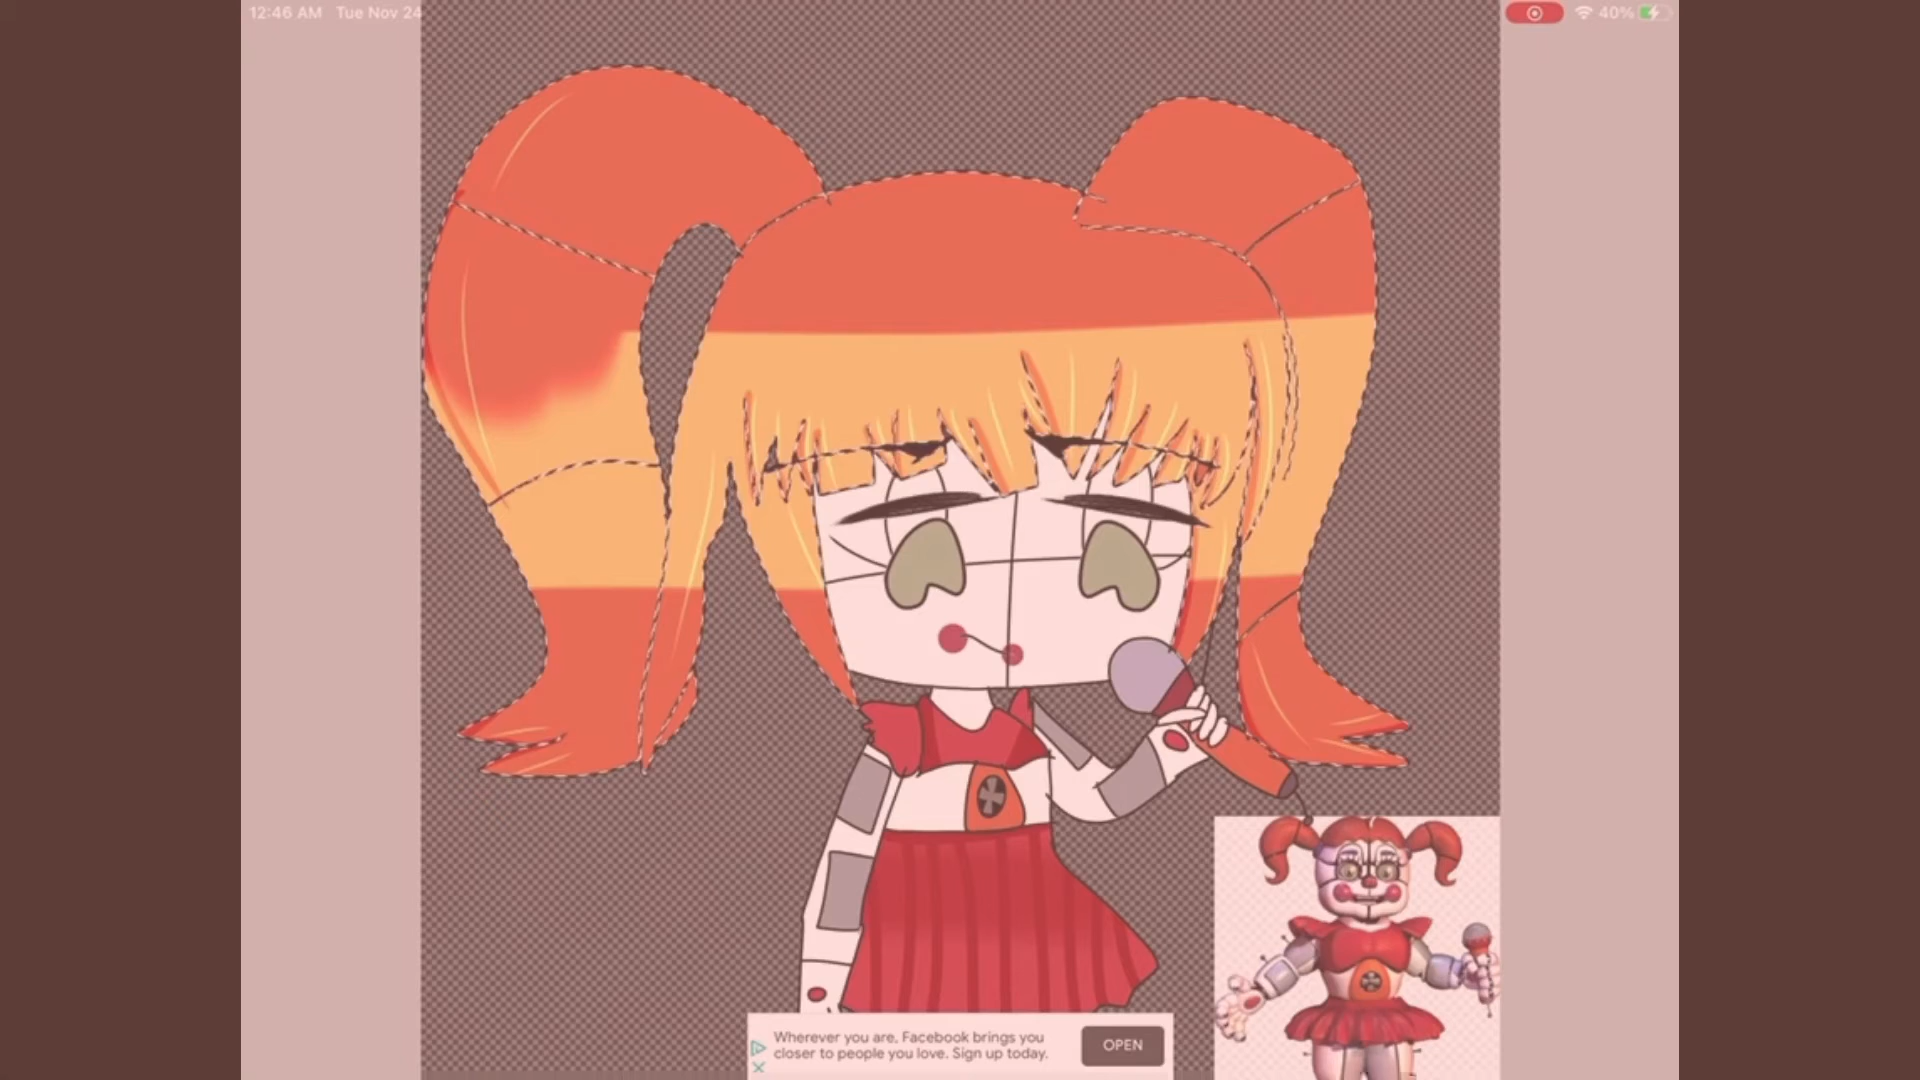 12:46 AM Tue Nov 24
40%
Wherever you are, Facebook brings you
closer to people you love. Sign up today.
OPEN